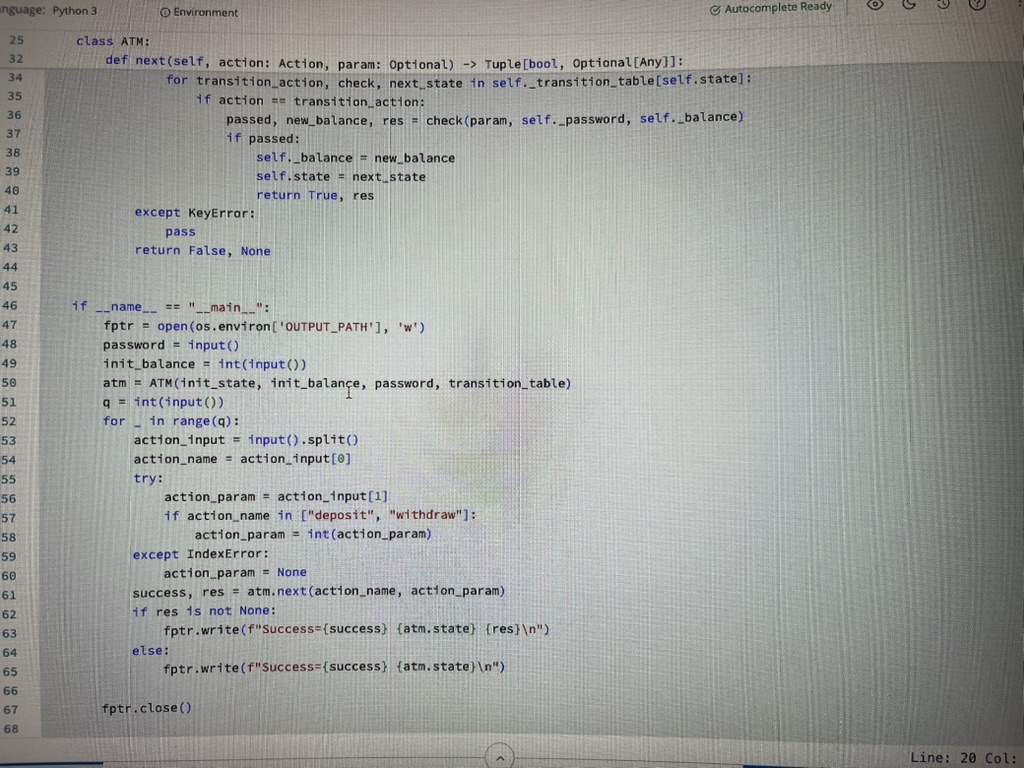 nguage: Python 3
Environment
Autocomplete Ready
25 class ATM:
32 def next(self, action: Action, param: Optional) -> Tuple[bool, Optional[Any]]:
34 for transition_action, check, next_state in self._transition_table[self.state]:
35 if action == transition_action:
36 passed, new_balance, res = check(param, self._password, self._balance)
37 if passed:
38 self._balance = new_balance
39 self.state = next_state
40 return True, res
41 except KeyError:
42 pass
43 return False, None
44
45
46 if __name__ == "__main__":
47 fptr = open(os.environ['OUTPUT_PATH'], 'w')
48 password = input()
49 init_balance = int(input())
50 atm = ATM(init_state, init_balance, password, transition_table)
51 q = int(input())
52 for _ in range(q):
53 action_input = input().split()
54 action_name = action_input[0]
55 try:
56 action_param = action_input[1]
57 if action_name in ["deposit", "withdraw"]:
58 action_param = int(action_param)
59 except IndexError:
60 action_param = None
61 success, res = atm.next(action_name, action_param)
62 if res is not None:
63 fptr.write(f"Success={success} {atm.state} {res}\n")
64 else:
65 fptr.write(f"Success={success} {atm.state}\n")
66
67 fptr.close()
68
Line: 20 Col: